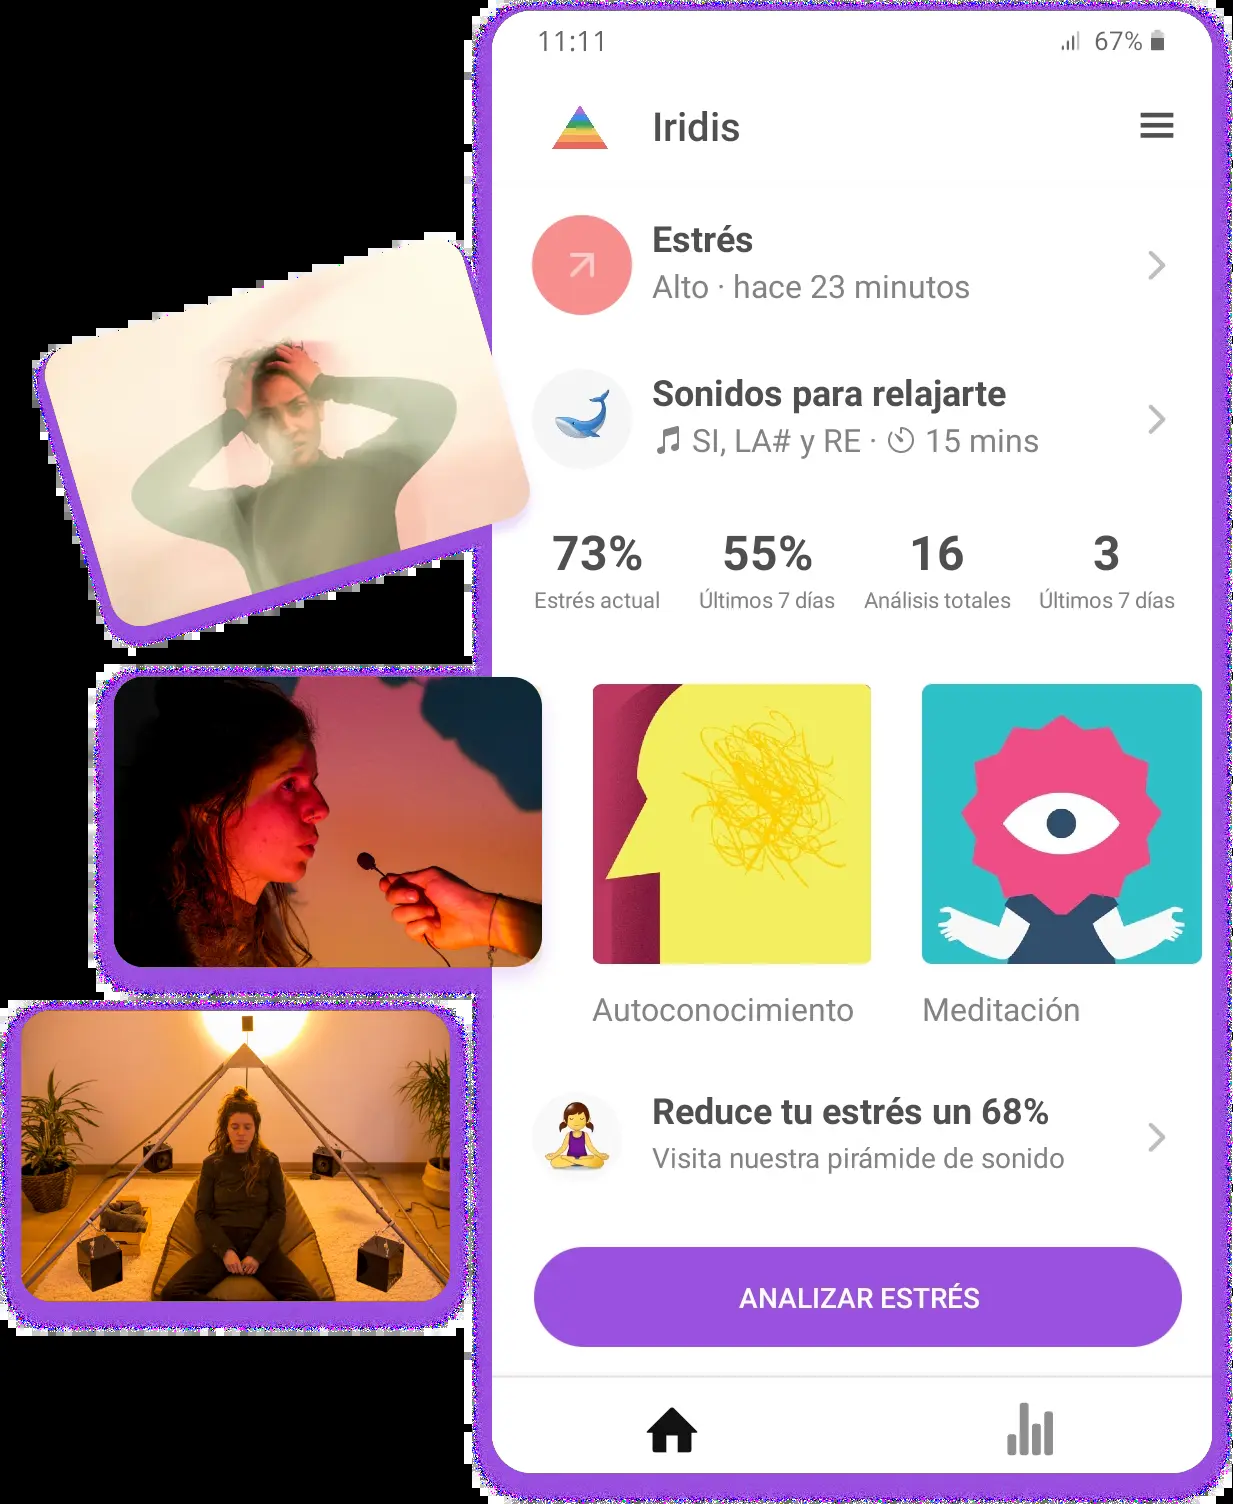 11:11 67%
Iridis
Estrés
Alto · hace 23 minutos
Sonidos para relajarte
SI, LA# y RE · 15 mins
73% 55% 16 3
Estrés actual Últimos 7 días Análisis totales Últimos 7 días
Autoconocimiento Meditación
Reduce tu estrés un 68%
Visita nuestra pirámide de sonido
ANALIZAR ESTRÉS